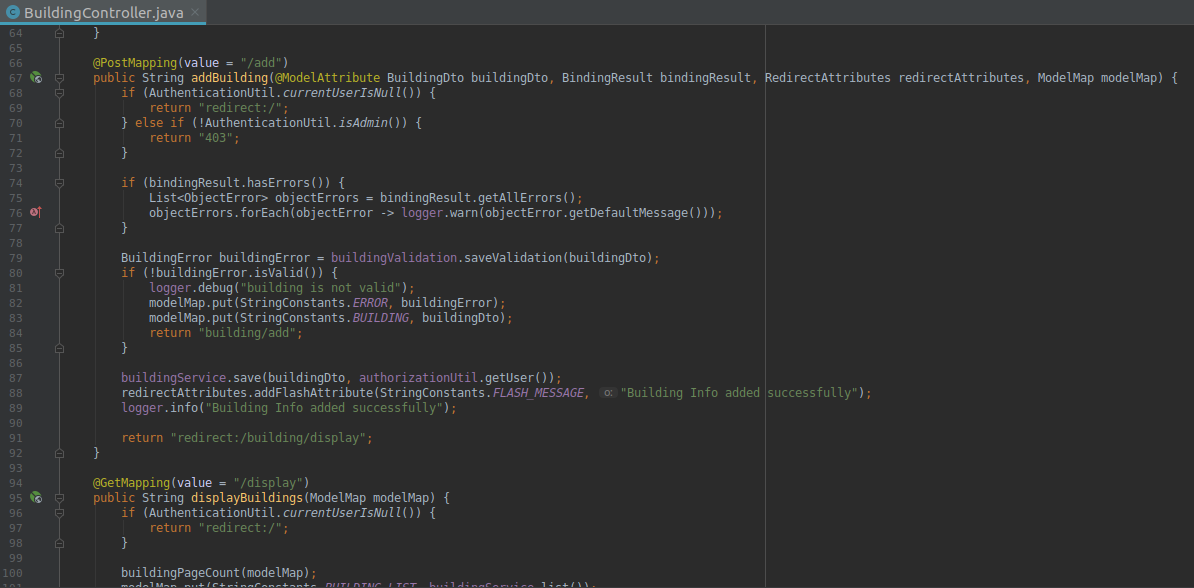 BuildingController.java
64 }
65
66 @PostMapping(value = "/add")
67 public String addBuilding(@ModelAttribute BuildingDto buildingDto, BindingResult bindingResult, RedirectAttributes redirectAttributes, ModelMap modelMap) {
68 if (AuthenticationUtil.currentUserIsNull()) {
69 return "redirect:/";
70 } else if (!AuthenticationUtil.isAdmin()) {
71 return "403";
72 }
73
74 if (bindingResult.hasErrors()) {
75 List<ObjectError> objectErrors = bindingResult.getAllErrors();
76 objectErrors.forEach(objectError -> logger.warn(objectError.getDefaultMessage()));
77 }
78
79 BuildingError buildingError = buildingValidation.saveValidation(buildingDto);
80 if (!buildingError.isValid()) {
81 logger.debug("building is not valid");
82 modelMap.put(StringConstants.ERROR, buildingError);
83 modelMap.put(StringConstants.BUILDING, buildingDto);
84 return "building/add";
85 }
86
87 buildingService.save(buildingDto, authorizationUtil.getUser());
88 redirectAttributes.addFlashAttribute(StringConstants.FLASH_MESSAGE, o: "Building Info added successfully");
89 logger.info("Building Info added successfully");
90
91 return "redirect:/building/display";
92 }
93
94 @GetMapping(value = "/display")
95 public String displayBuildings(ModelMap modelMap) {
96 if (AuthenticationUtil.currentUserIsNull()) {
97 return "redirect:/";
98 }
99
100 buildingPageCount(modelMap);
101 modelMap.put(StringConstants.BUILDING_LIST, buildingService.list());